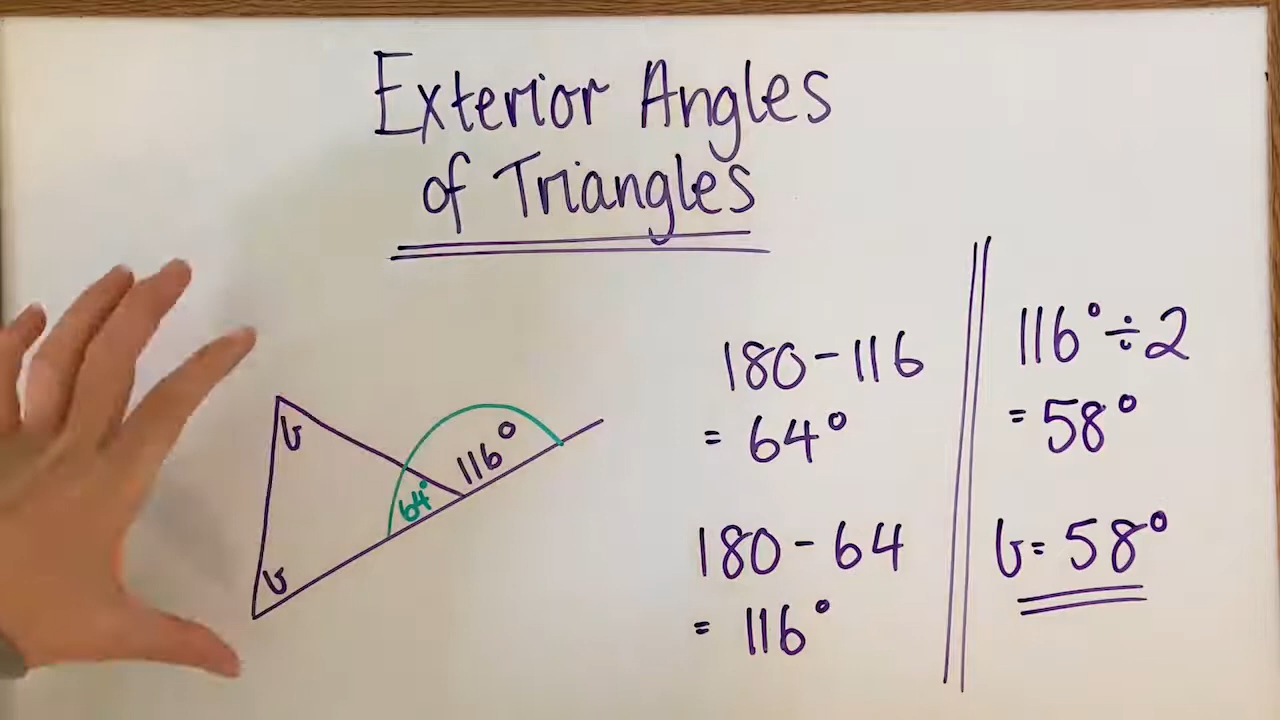 Exterior Angles
of Triangles
b
64°
116°
b
180-116
= 64°
180-64
= 116°
116°÷2
= 58°
b= 58°